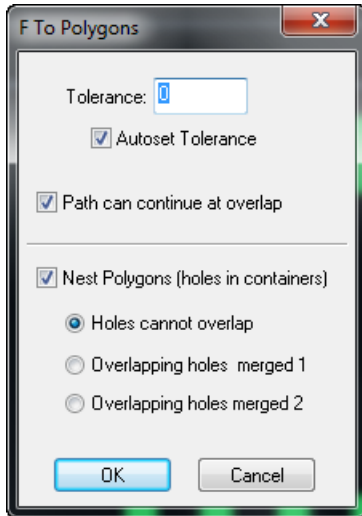 F To Polygons
Tolerance: 0
Autoset Tolerance
Path can continue at overlap
Nest Polygons (holes in containers)
Holes cannot overlap
Overlapping holes  merged 1
Overlapping holes merged 2
OK Cancel